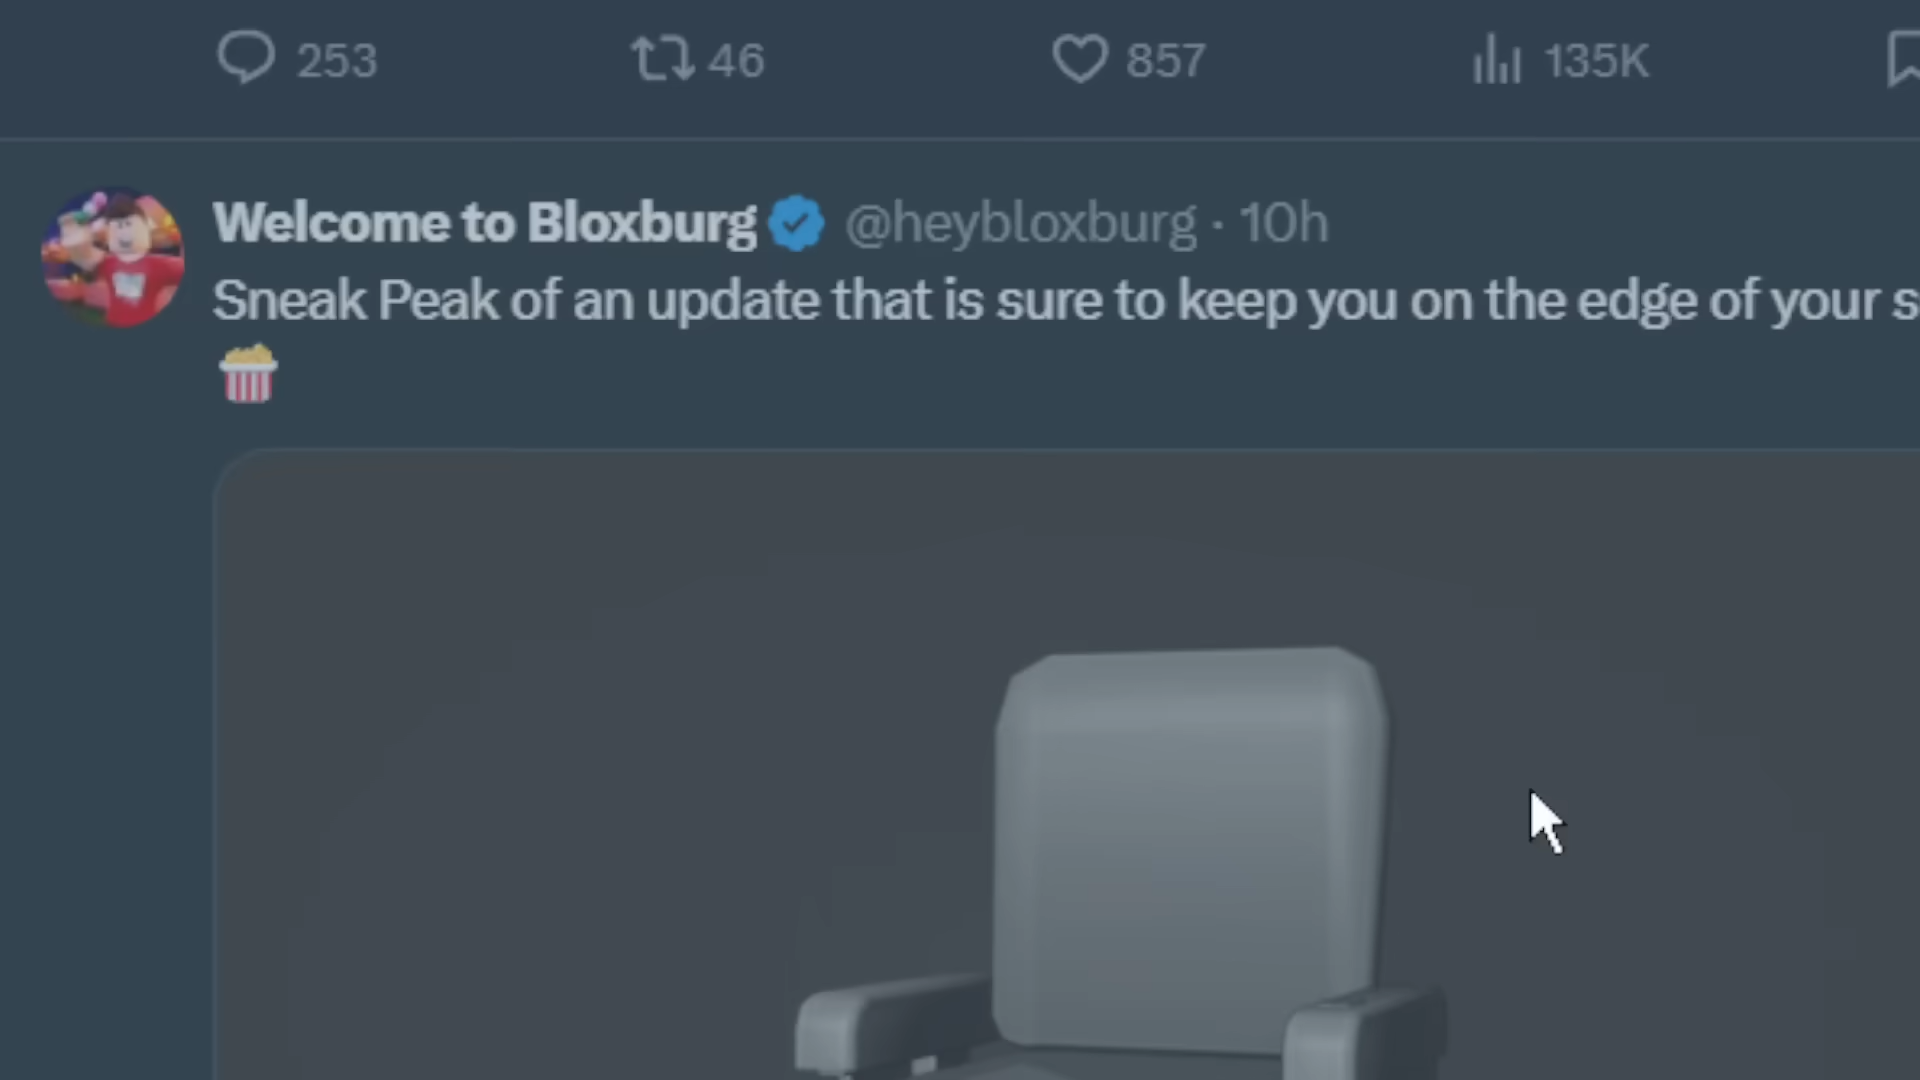 253 46 857 135K
Welcome to Bloxburg @heybloxburg · 10h
Sneak Peak of an update that is sure to keep you on the edge of your s
🍿